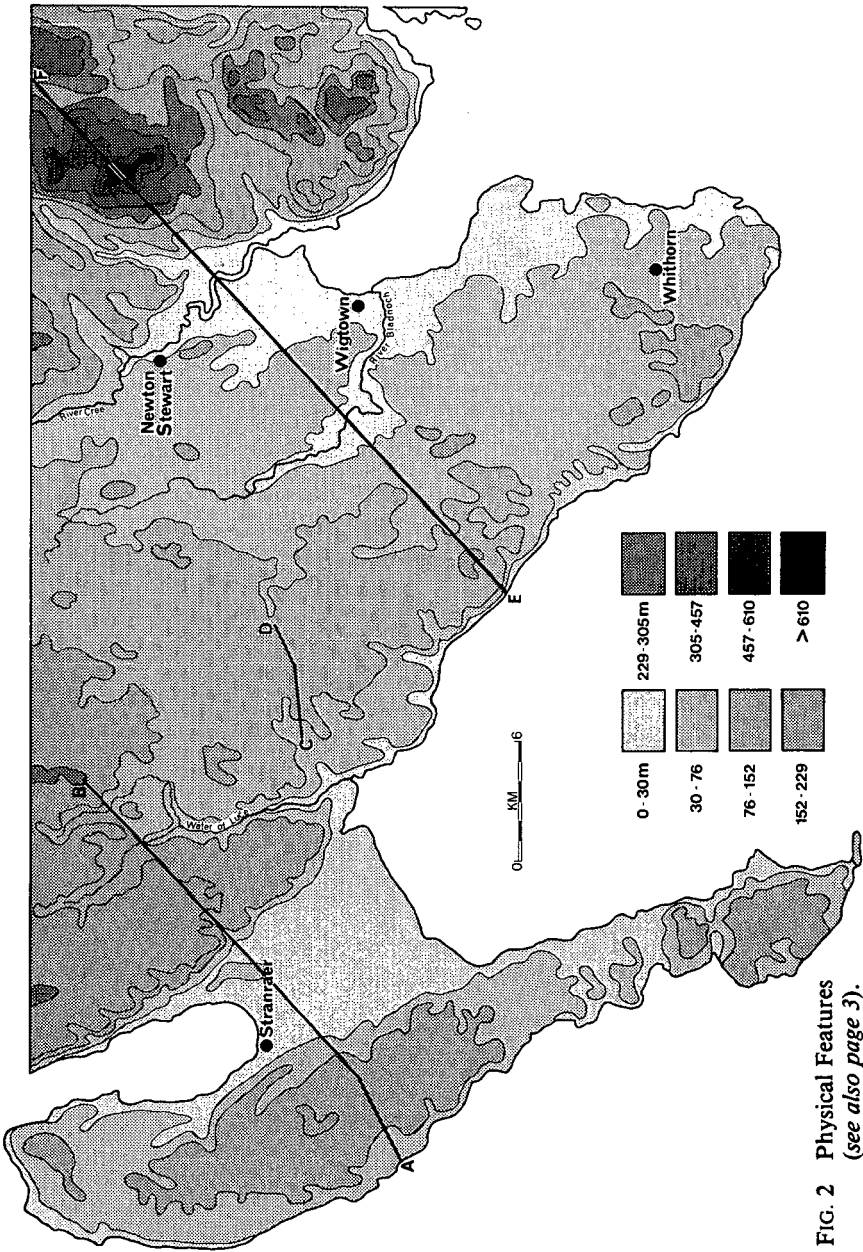 F
B
River Cree
Newton
Stewart
Wigtown
River Bladnoch
Whithorn
Water of Luce
D
C
E
Stranraer
A
0 KM 6
0-30m
30-76
76-152
152-229
229-305m
305-457
457-610
>610
FIG. 2 Physical Features
(see also page 3).